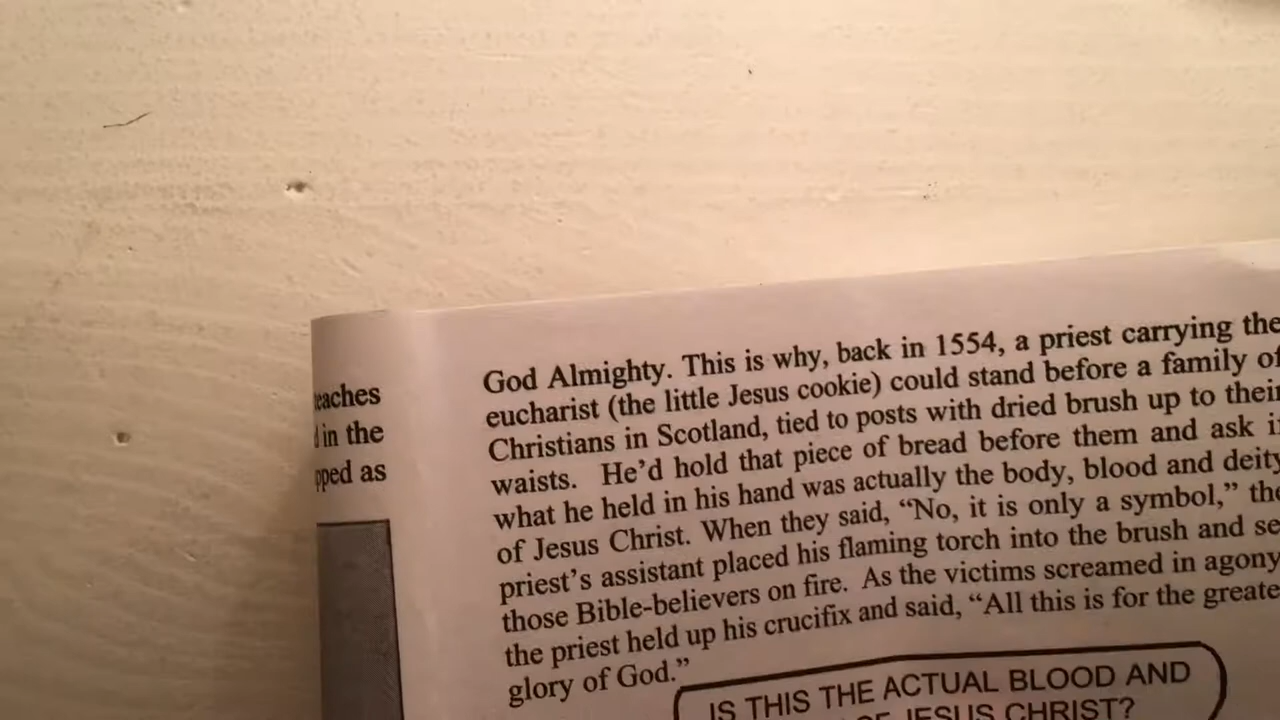 eaches
in the
pped as
God Almighty. This is why, back in 1554, a priest carrying the
eucharist (the little Jesus cookie) could stand before a family of
Christians in Scotland, tied to posts with dried brush up to their
waists. He'd hold that piece of bread before them and ask i
what he held in his hand was actually the body, blood and deity
of Jesus Christ. When they said, “No, it is only a symbol,” the
priest's assistant placed his flaming torch into the brush and se
those Bible-believers on fire. As the victims screamed in agony
the priest held up his crucifix and said, “All this is for the greate
glory of God.”
IS THIS THE ACTUAL BLOOD AND
OF JESUS CHRIST?